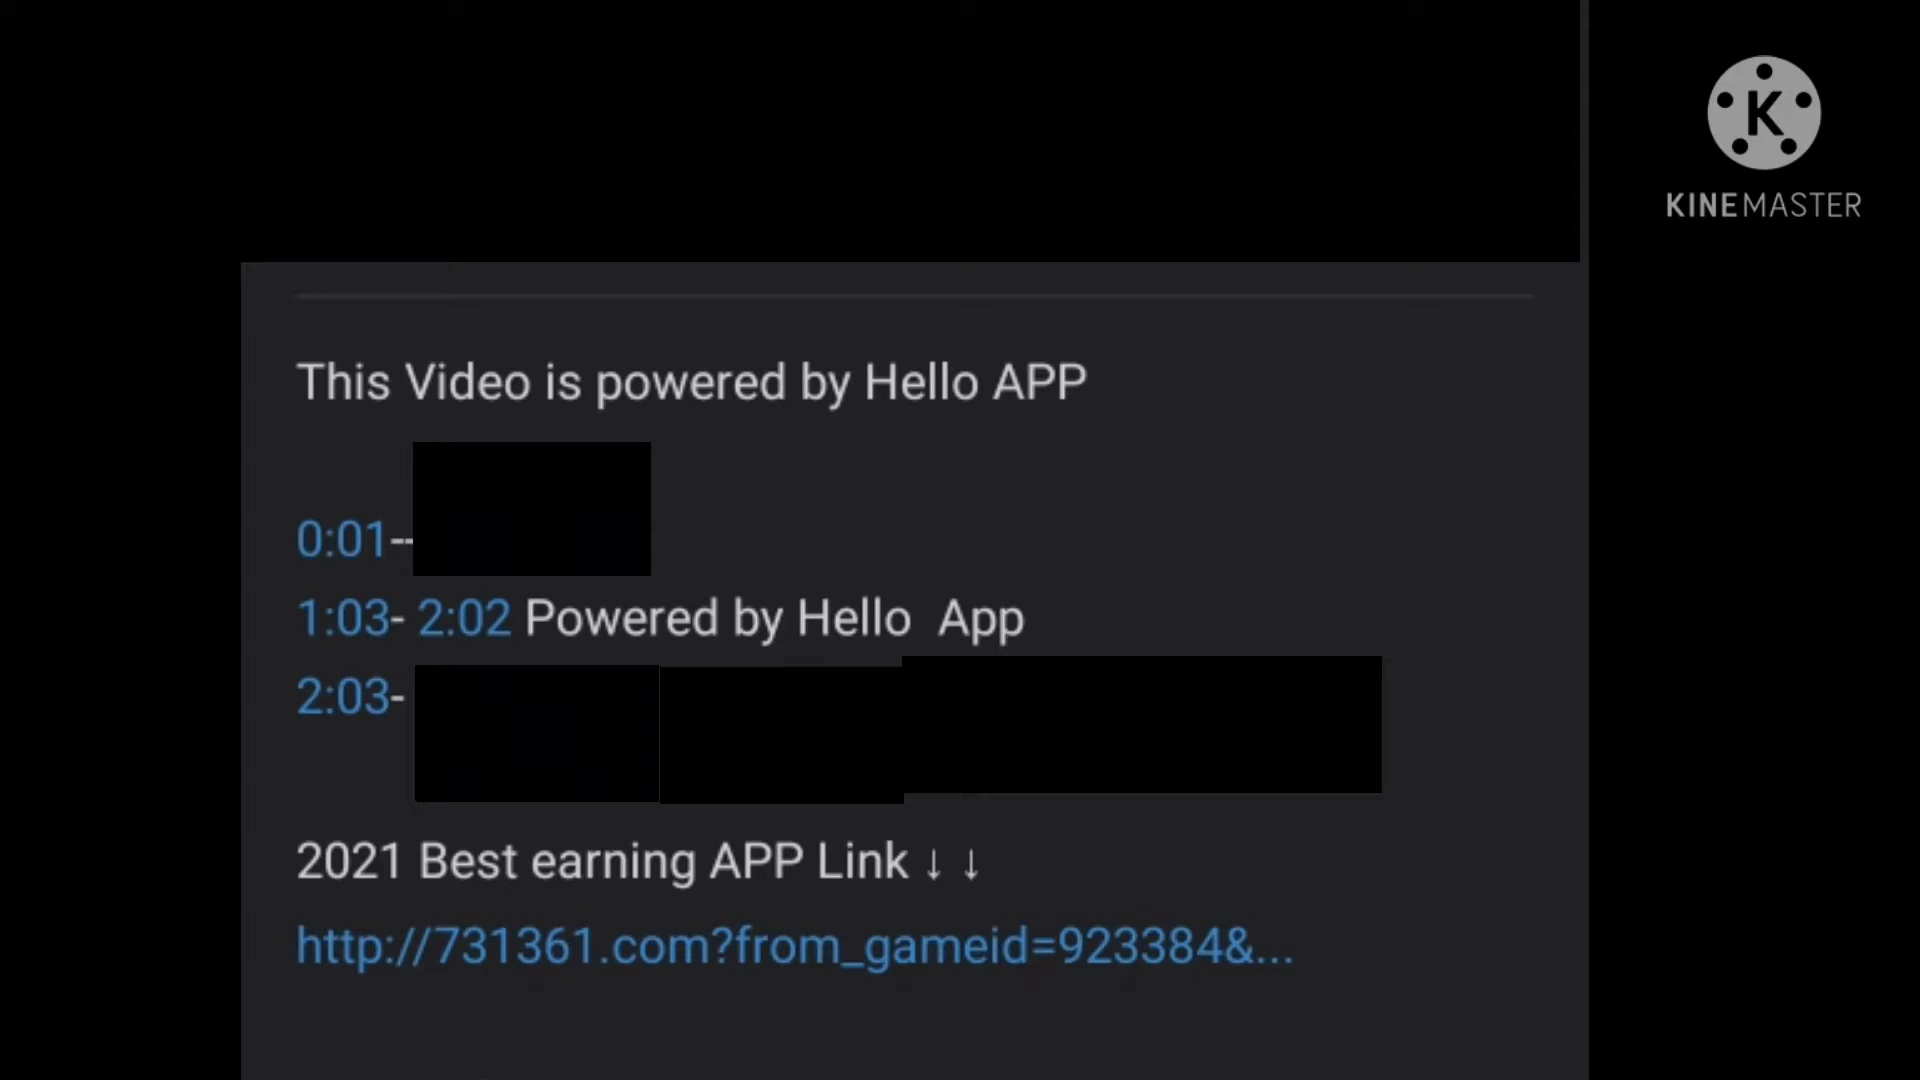 K
KINEMASTER
This Video is powered by Hello APP
0:01--
1:03- 2:02 Powered by Hello  App
2:03-
2021 Best earning APP Link ↓ ↓
http://731361.com?from_gameid=923384&...